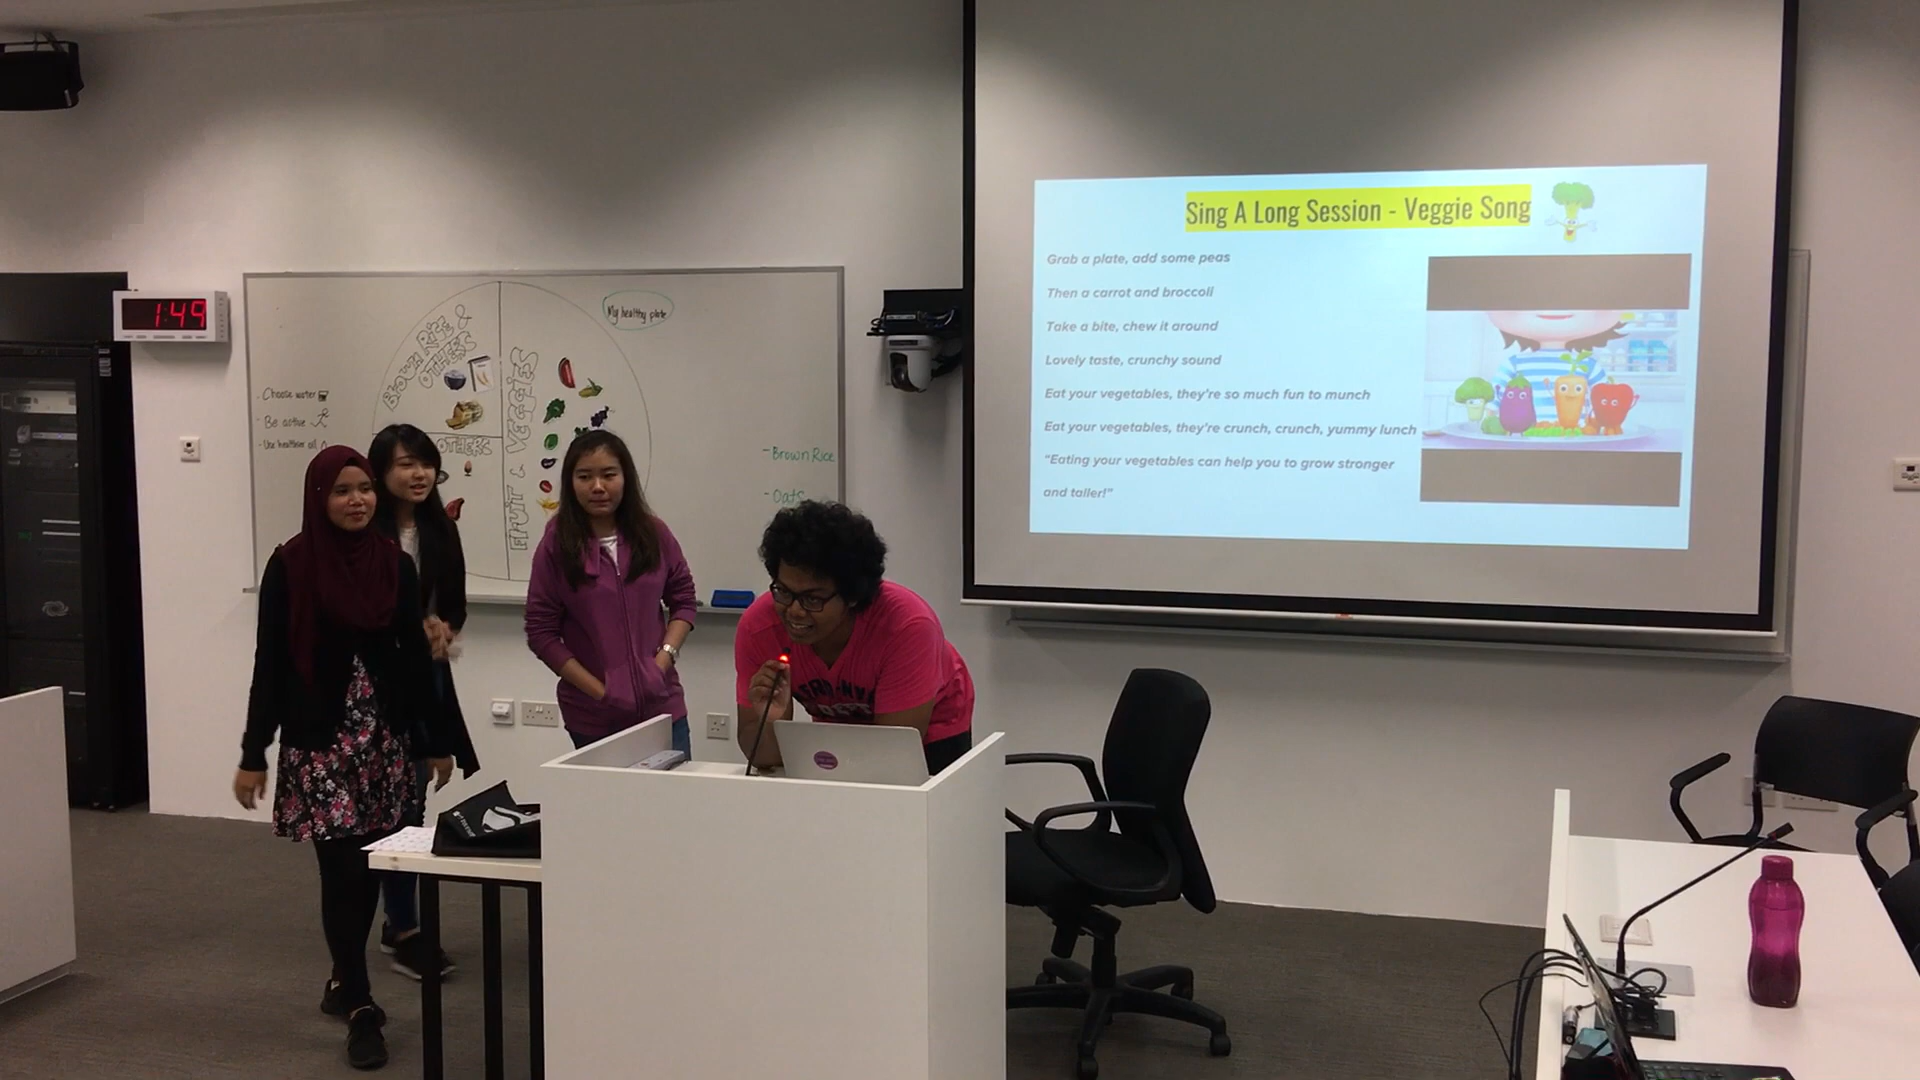 1:49
My healthy plate
BROWN RICE &
OTHERS
FRUIT & VEGGIES
OTHERS
- Choose water
- Be active
- Use healthier oil
- Brown Rice
- Oats
Sing A Long Session - Veggie Song
Grab a plate, add some peas
Then a carrot and broccoli
Take a bite, chew it around
Lovely taste, crunchy sound
Eat your vegetables, they're so much fun to munch
Eat your vegetables, they're crunch, crunch, yummy lunch
"Eating your vegetables can help you to grow stronger
and taller!"